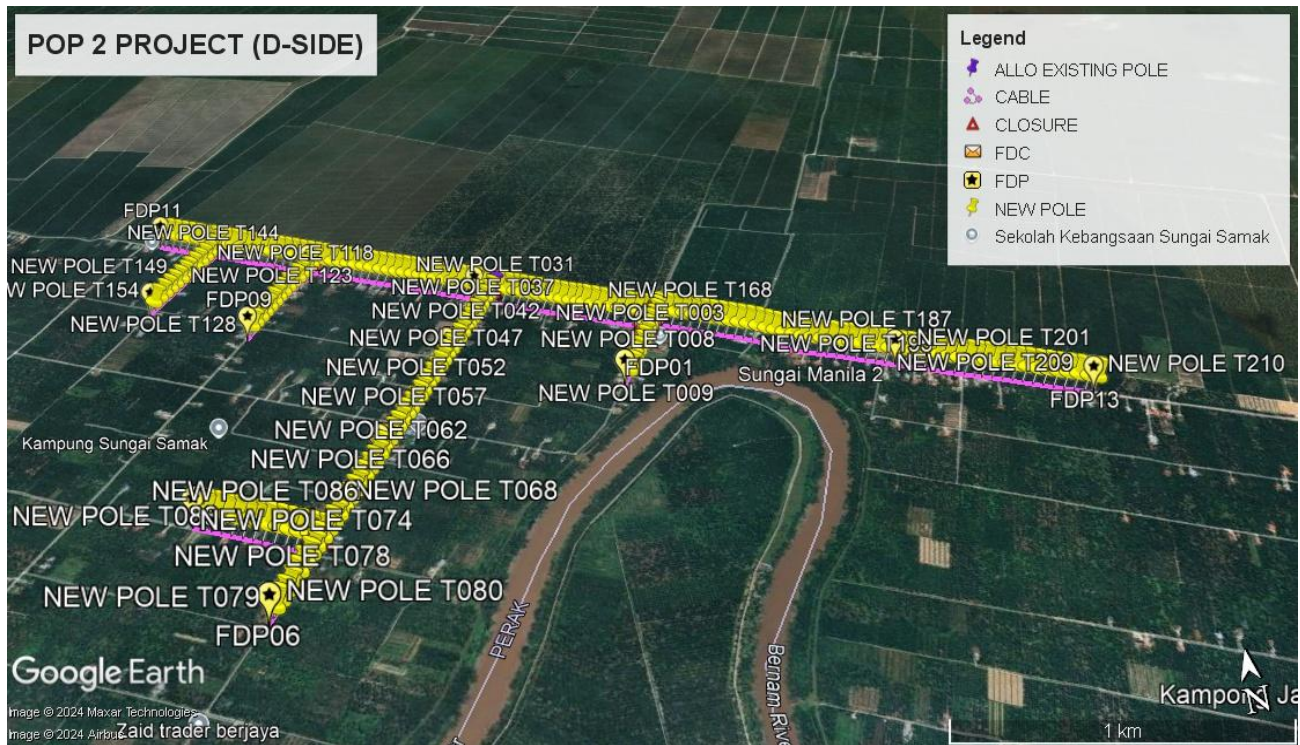 POP 2 PROJECT (D-SIDE)
Legend
ALLO EXISTING POLE
CABLE
CLOSURE
FDC
FDP
NEW POLE
Sekolah Kebangsaan Sungai Samak
FDP11
NEW POLE T144
NEW POLE T118
NEW POLE T149
NEW POLE T123
W POLE T154
FDP09
NEW POLE T128
NEW POLE T031
NEW POLE T037
NEW POLE T168
NEW POLE T042
NEW POLE T003
NEW POLE T047
NEW POLE T008
NEW POLE T187
NEW POLE T201
NEW POLE T052
FDP01
Sungai Manila 2
NEW POLE T209
NEW POLE T210
NEW POLE T057
NEW POLE T009
FDP13
NEW POLE T062
Kampung Sungai Samak
NEW POLE T066
NEW POLE T086
NEW POLE T068
NEW POLE T074
NEW POLE T078
NEW POLE T079
NEW POLE T080
FDP06
PERAK
Bernam-Rive
Google Earth
Image © 2024 Maxar Technologies
Image © 2024 Airbus
Zaid trader berjaya
N
Kampong Ja
1 km